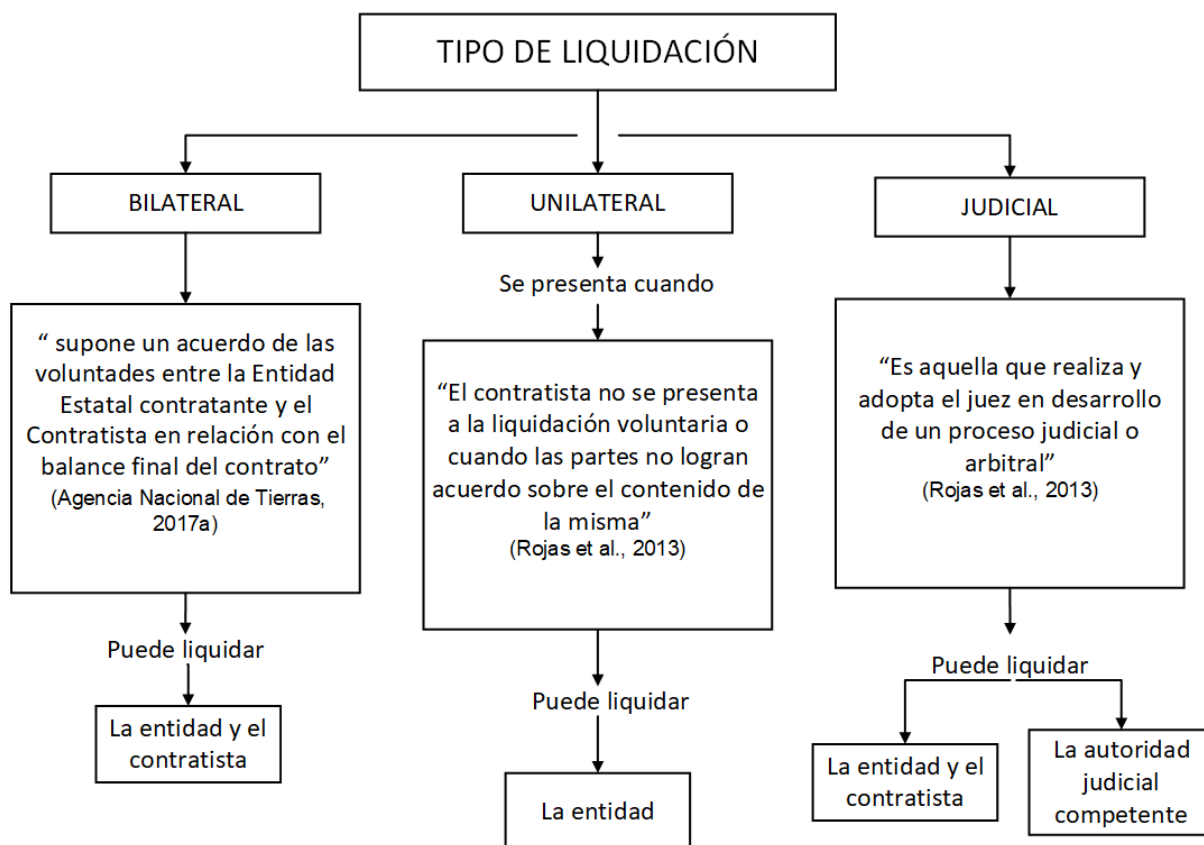 TIPO DE LIQUIDACIÓN
BILATERAL
“ supone un acuerdo de las
voluntades entre la Entidad
Estatal contratante y el
Contratista en relación con el
balance final del contrato”
(Agencia Nacional de Tierras,
2017a)
Puede liquidar
La entidad y el
contratista
UNILATERAL
Se presenta cuando
“El contratista no se presenta
a la liquidación voluntaria o
cuando las partes no logran
acuerdo sobre el contenido de
la misma”
(Rojas et al., 2013)
Puede liquidar
La entidad
JUDICIAL
“Es aquella que realiza y
adopta el juez en desarrollo
de un proceso judicial o
arbitral”
(Rojas et al., 2013)
Puede liquidar
La entidad y el
contratista
La autoridad
judicial
competente